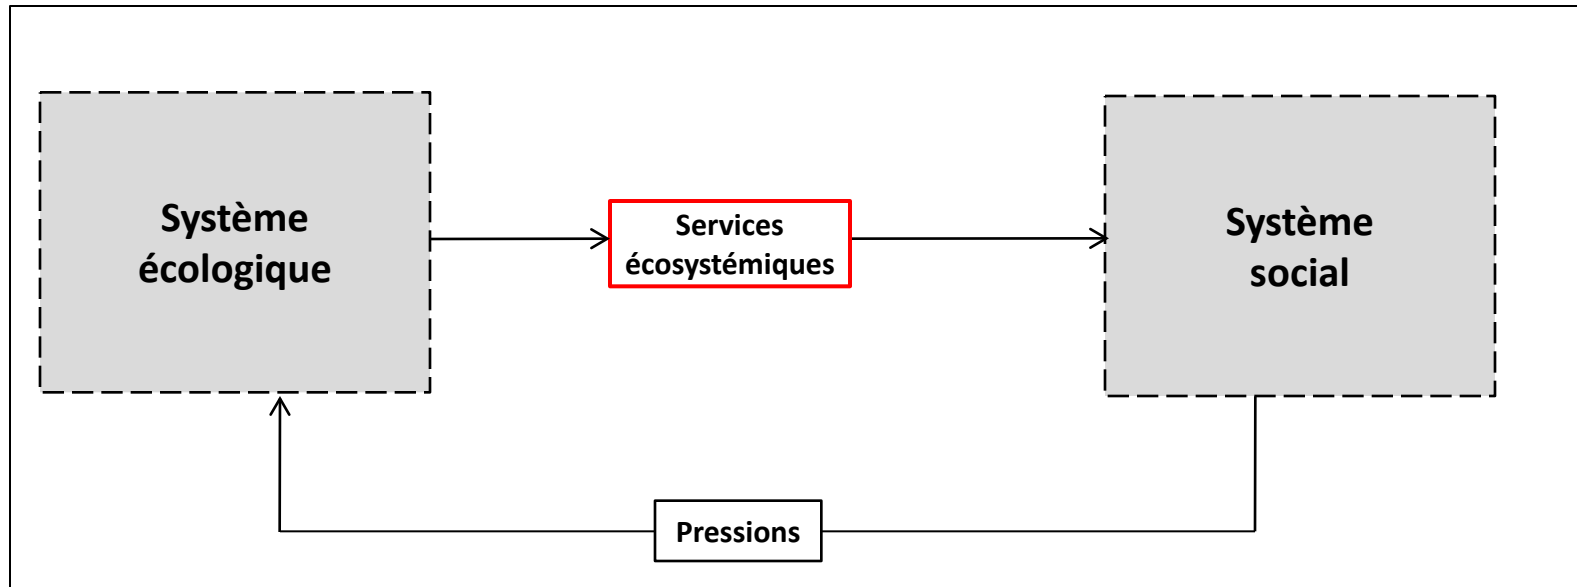 Système
écologique
Services
écosystémiques
Système
social
Pressions